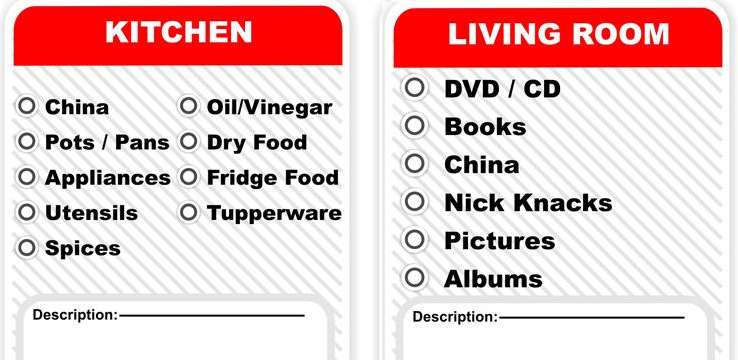 KITCHEN
China
Pots / Pans
Appliances
Utensils
Spices
Oil/Vinegar
Dry Food
Fridge Food
Tupperware
Description:
LIVING ROOM
DVD / CD
Books
China
Nick Knacks
Pictures
Albums
Description: